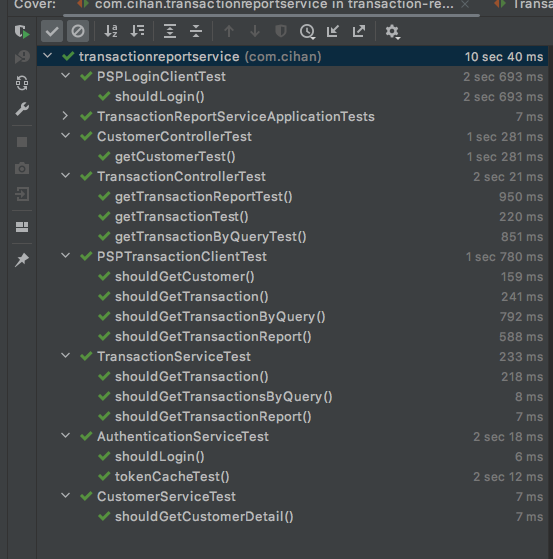 Cover: com.cihan.transactionreportservice in transaction-re... × Trans
transactionreportservice (com.cihan) 10 sec 40 ms
PSPLoginClientTest 2 sec 693 ms
shouldLogin() 2 sec 693 ms
TransactionReportServiceApplicationTests 7 ms
CustomerControllerTest 1 sec 281 ms
getCustomerTest() 1 sec 281 ms
TransactionControllerTest 2 sec 21 ms
getTransactionReportTest() 950 ms
getTransactionTest() 220 ms
getTransactionByQueryTest() 851 ms
PSPTransactionClientTest 1 sec 780 ms
shouldGetCustomer() 159 ms
shouldGetTransaction() 241 ms
shouldGetTransactionByQuery() 792 ms
shouldGetTransactionReport() 588 ms
TransactionServiceTest 233 ms
shouldGetTransaction() 218 ms
shouldGetTransactionsByQuery() 8 ms
shouldGetTransactionReport() 7 ms
AuthenticationServiceTest 2 sec 18 ms
shouldLogin() 6 ms
tokenCacheTest() 2 sec 12 ms
CustomerServiceTest 7 ms
shouldGetCustomerDetail() 7 ms